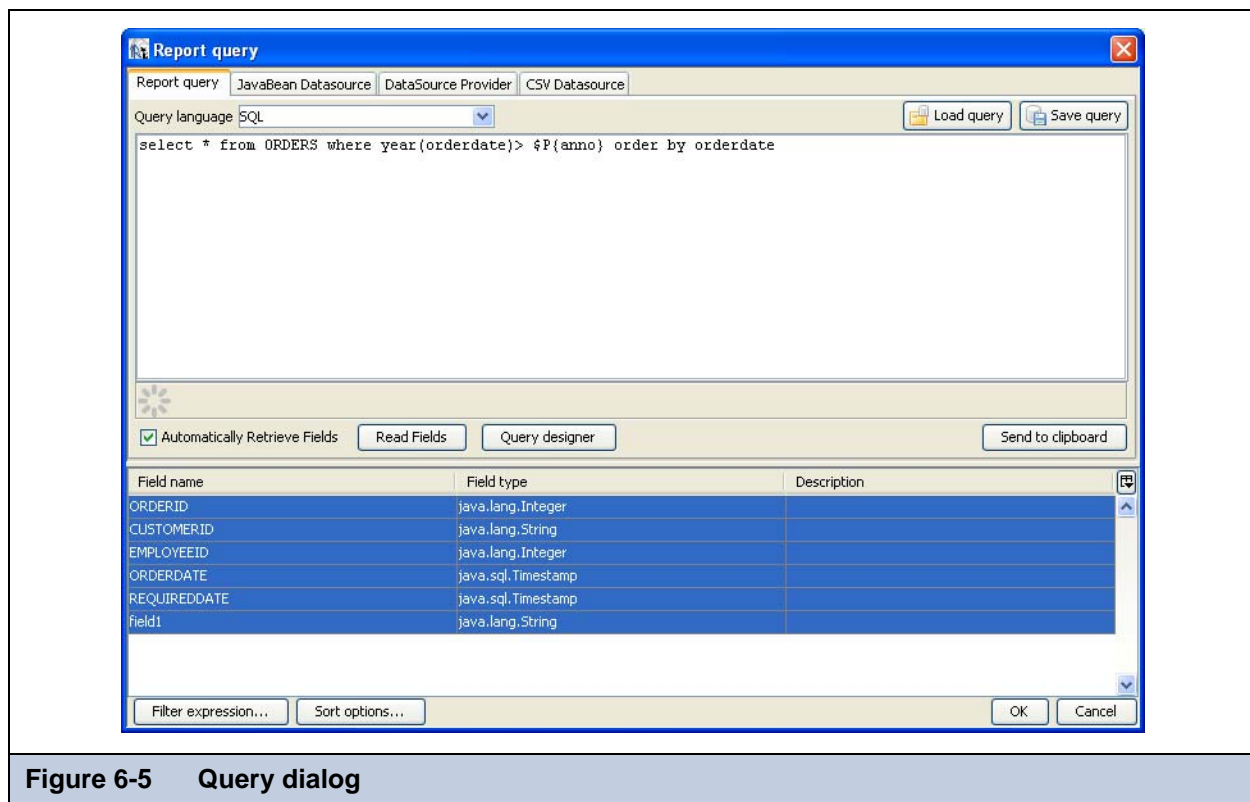 Report query
Report query JavaBean Datasource DataSource Provider CSV Datasource
Query language SQL Load query Save query
select * from ORDERS where year(orderdate)> $P{anno} order by orderdate
Automatically Retrieve Fields Read Fields Query designer Send to clipboard
Field name Field type Description
ORDERID java.lang.Integer
CUSTOMERID java.lang.String
EMPLOYEEID java.lang.Integer
ORDERDATE java.sql.Timestamp
REQUIREDDATE java.sql.Timestamp
field1 java.lang.String
Filter expression... Sort options... OK Cancel
Figure 6-5 Query dialog